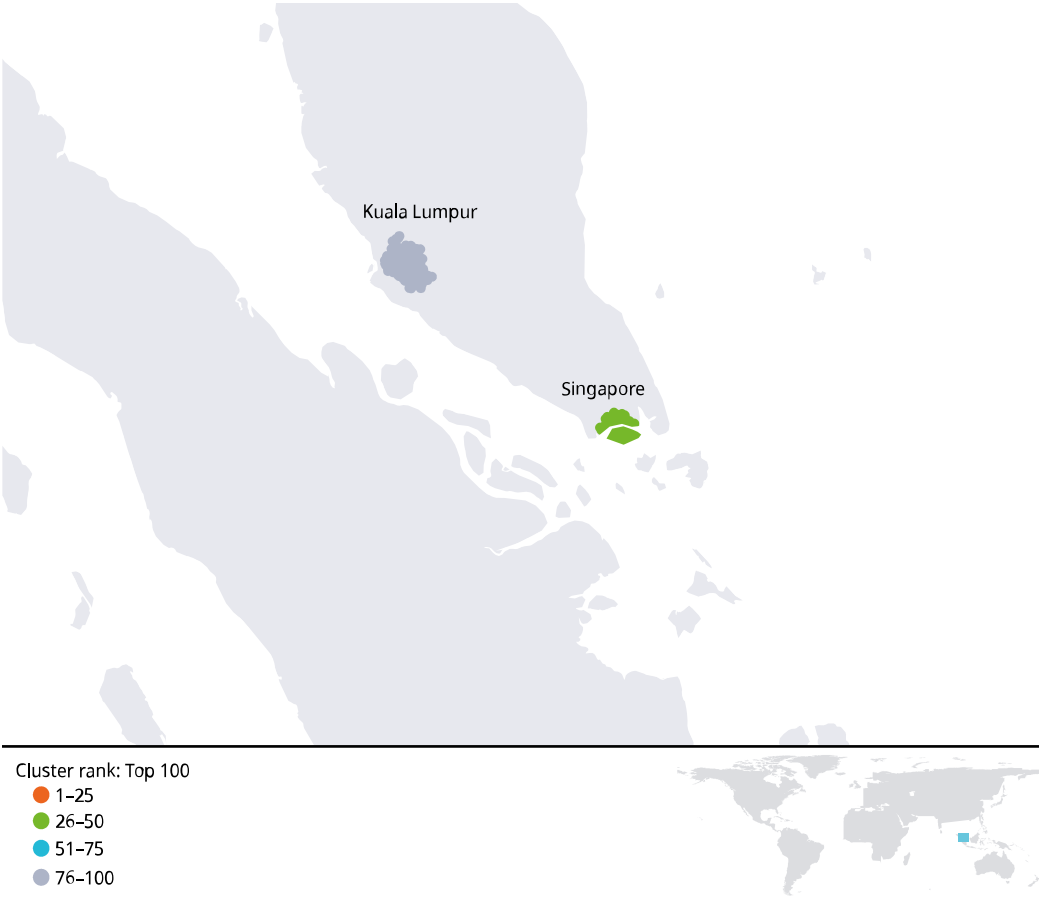 Kuala Lumpur
Singapore
Cluster rank: Top 100
1–25
26–50
51–75
76–100